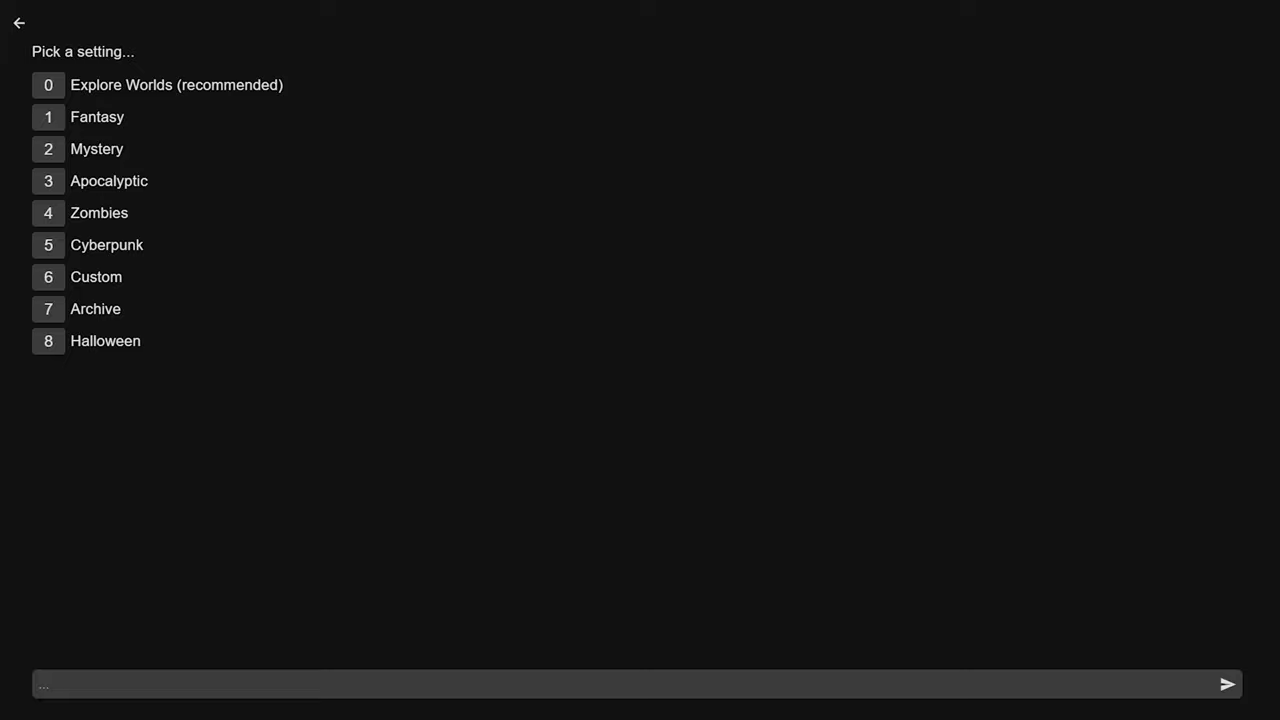 Pick a setting...
0 Explore Worlds (recommended)
1 Fantasy
2 Mystery
3 Apocalyptic
4 Zombies
5 Cyberpunk
6 Custom
7 Archive
8 Halloween
...